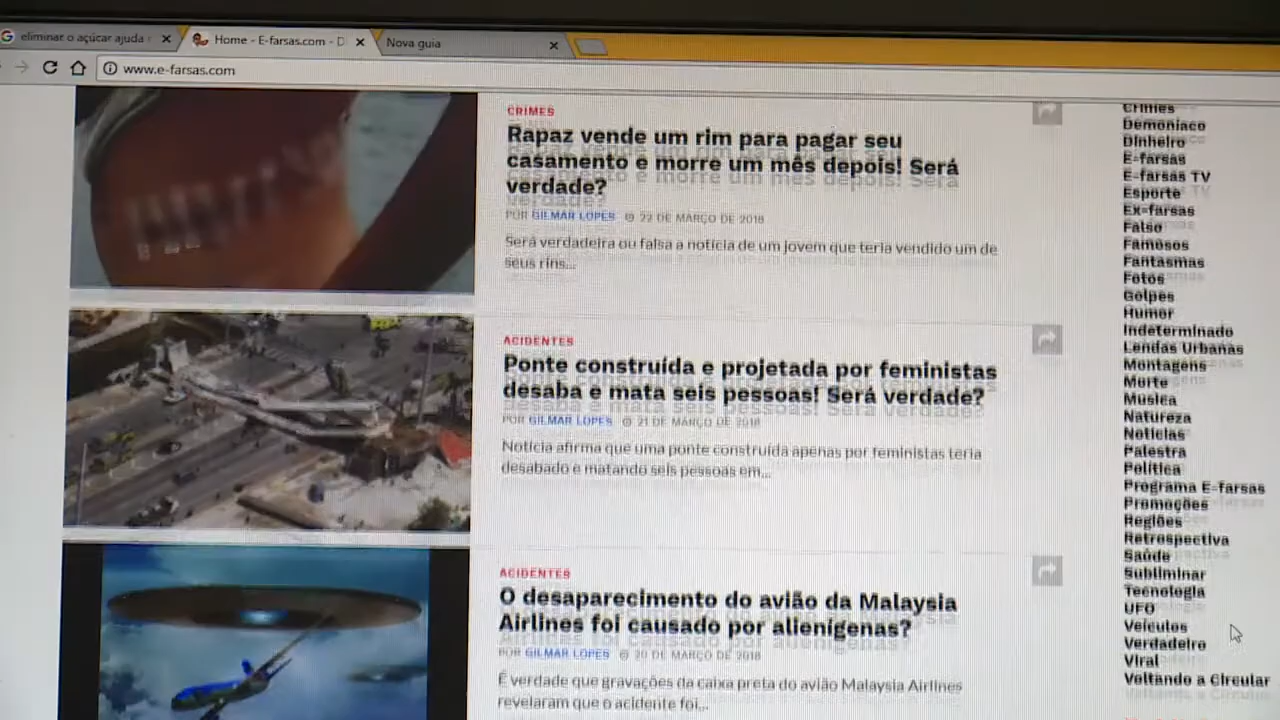 eliminar o açúcar ajuda
Home - E-farsas.com - D
Nova guia
www.e-farsas.com
CRIMES
Rapaz vende um rim para pagar seu
casamento e morre um mês depois! Será
verdade?
POR GILMAR LOPES 22 DE MARÇO DE 2018
Será verdadeira ou falsa a notícia de um jovem que teria vendido um de
seus rins...
ACIDENTES
Ponte construída e projetada por feministas
desaba e mata seis pessoas! Será verdade?
POR GILMAR LOPES 21 DE MARÇO DE 2018
Notícia afirma que uma ponte construída apenas por feministas teria
desabado e matando seis pessoas em...
ACIDENTES
O desaparecimento do avião da Malaysia
Airlines foi causado por alienígenas?
POR GILMAR LOPES 20 DE MARÇO DE 2018
É verdade que gravações da caixa preta do avião Malaysia Airlines
revelaram que o acidente foi...
Crimes
Demoníaco
Dinheiro
E-farsas
E-farsas TV
Esporte
Ex-farsas
Falso
Famosos
Fantasmas
Fotos
Golpes
Humor
Indeterminado
Lendas Urbanas
Montagens
Morte
Música
Natureza
Notícias
Palestra
Política
Programa E-farsas
Promoções
Regiões
Retrospectiva
Saúde
Subliminar
Tecnologia
UFO
Veículos
Verdadeiro
Viral
Voltando a Circular